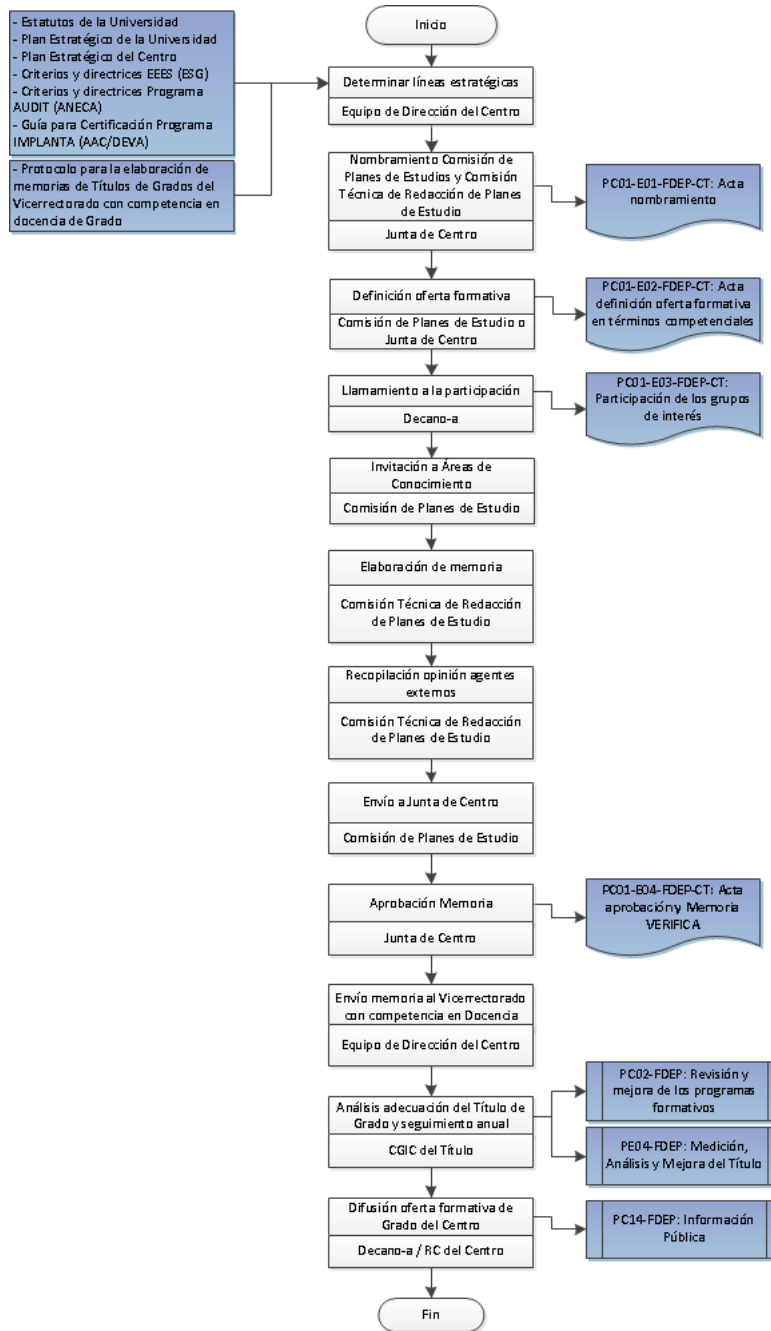 - Estatutos de la Universidad
- Plan Estratégico de la Universidad
- Plan Estratégico del Centro
- Criterios y directrices EEES (ESG)
- Criterios y directrices Programa
AUDIT (ANECA)
- Guía para Certificación Programa
IMPLANTA (AAC/DEVA)
- Protocolo para la elaboración de
memorias de Títulos de Grados del
Vicerrectorado con competencia en
docencia de Grado
Inicio
Determinar líneas estratégicas
Equipo de Dirección del Centro
Nombramiento Comisión de
Planes de Estudios y Comisión
Técnica de Redacción de Planes
de Estudio
Junta de Centro
PC01-E01-FDEP-CT: Acta
nombramiento
Definición oferta formativa
Comisión de Planes de Estudio o
Junta de Centro
PC01-E02-FDEP-CT: Acta
definición oferta formativa
en términos competenciales
Llamamiento a la participación
Decano-a
PC01-E03-FDEP-CT:
Participación de los grupos
de interés
Invitación a Áreas de
Conocimiento
Comisión de Planes de Estudio
Elaboración de memoria
Comisión Técnica de Redacción
de Planes de Estudio
Recopilación opinión agentes
externos
Comisión Técnica de Redacción
de Planes de Estudio
Envío a Junta de Centro
Comisión de Planes de Estudio
Aprobación Memoria
Junta de Centro
PC01-E04-FDEP-CT: Acta
aprobación y Memoria
VERIFICA
Envío memoria al Vicerrectorado
con competencia en Docencia
Equipo de Dirección del Centro
Análisis adecuación del Título de
Grado y seguimiento anual
CGIC del Título
PC02-FDEP: Revisión y
mejora de los programas
formativos
PE04-FDEP: Medición,
Análisis y Mejora del Título
Difusión oferta formativa de
Grado del Centro
Decano-a / RC del Centro
PC14-FDEP: Información
Pública
Fin